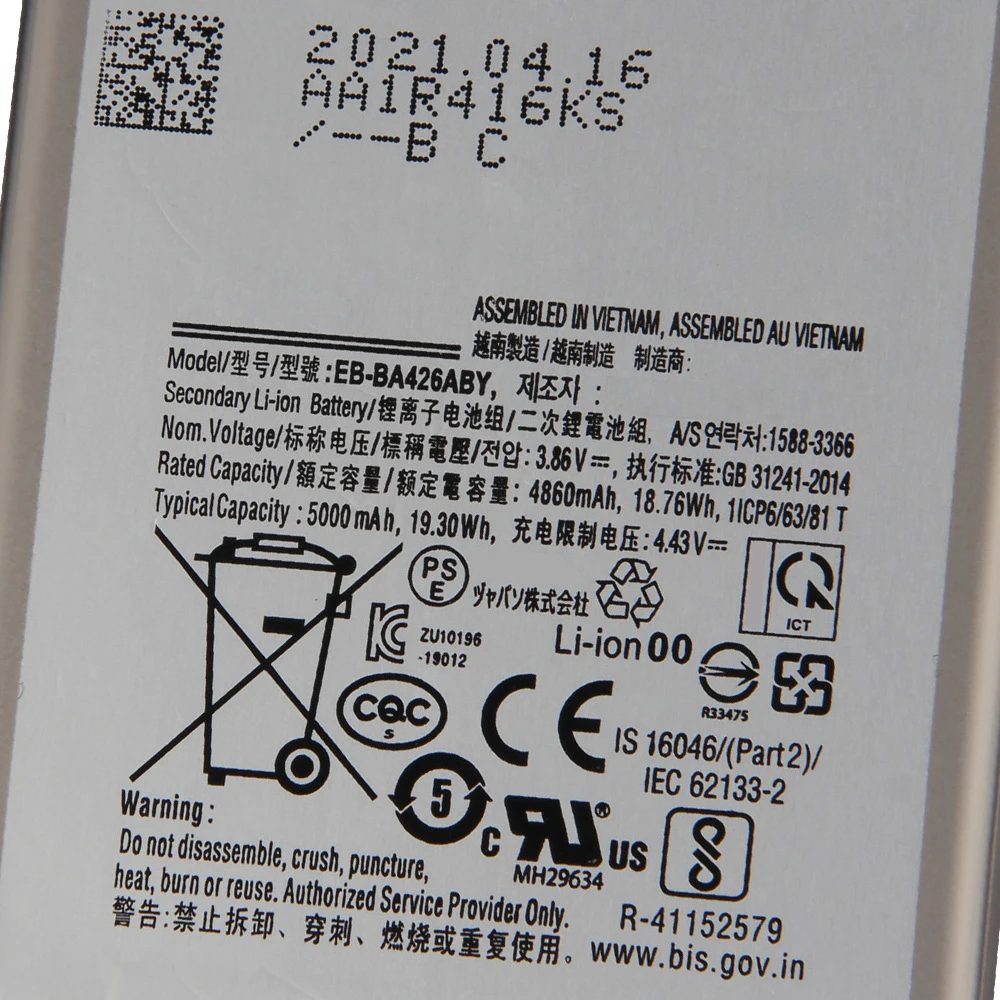 2021.04.16
AA1R416KS
/--B C
ASSEMBLED IN VIETNAM, ASSEMBLED AU VIETNAM
越南製造/越南制造 制造商:
Model/型号/型號:EB-BA426ABY, 제조자 :
Secondary Li-ion Battery/锂离子电池组/二次鋰電池組, A/S연락처:1588-3366
Nom.Voltage/标称电压/標稱電壓/전압: 3.86V⎓, 执行标准:GB 31241-2014
Rated Capacity/額定容量/额定電容量: 4860mAh, 18.76Wh, 1ICP6/63/81 T
Typical Capacity : 5000mAh, 19.30Wh, 充电限制电压:4.43V⎓
PS
E
ヅャパソ株式会社
ICT
ZU10196
-19012
Li-ion 00
R33475
CQC
S
CE
IS 16046/(Part2)/
IEC 62133-2
5
c RU® US
MH29634
Warning :
Do not disassemble, crush, puncture,
heat, burn or reuse. Authorized Service Provider Only.
警告:禁止拆卸、穿刺、燃烧或重复使用。
R-41152579
www.bis.gov.in